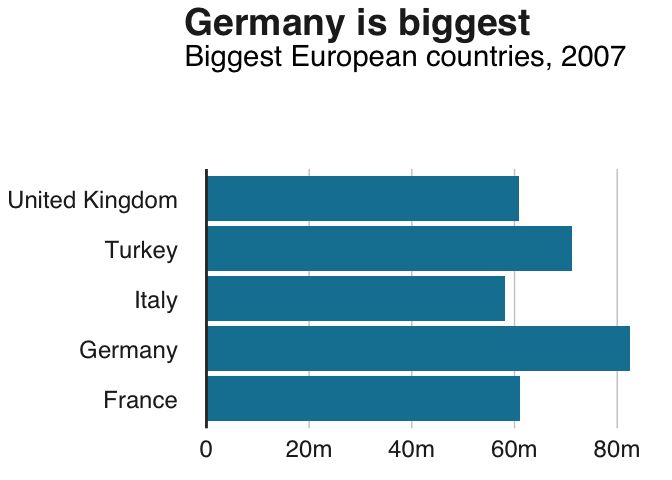 Germany is biggest
Biggest European countries, 2007
United Kingdom
Turkey
Italy
Germany
France
0 20m 40m 60m 80m